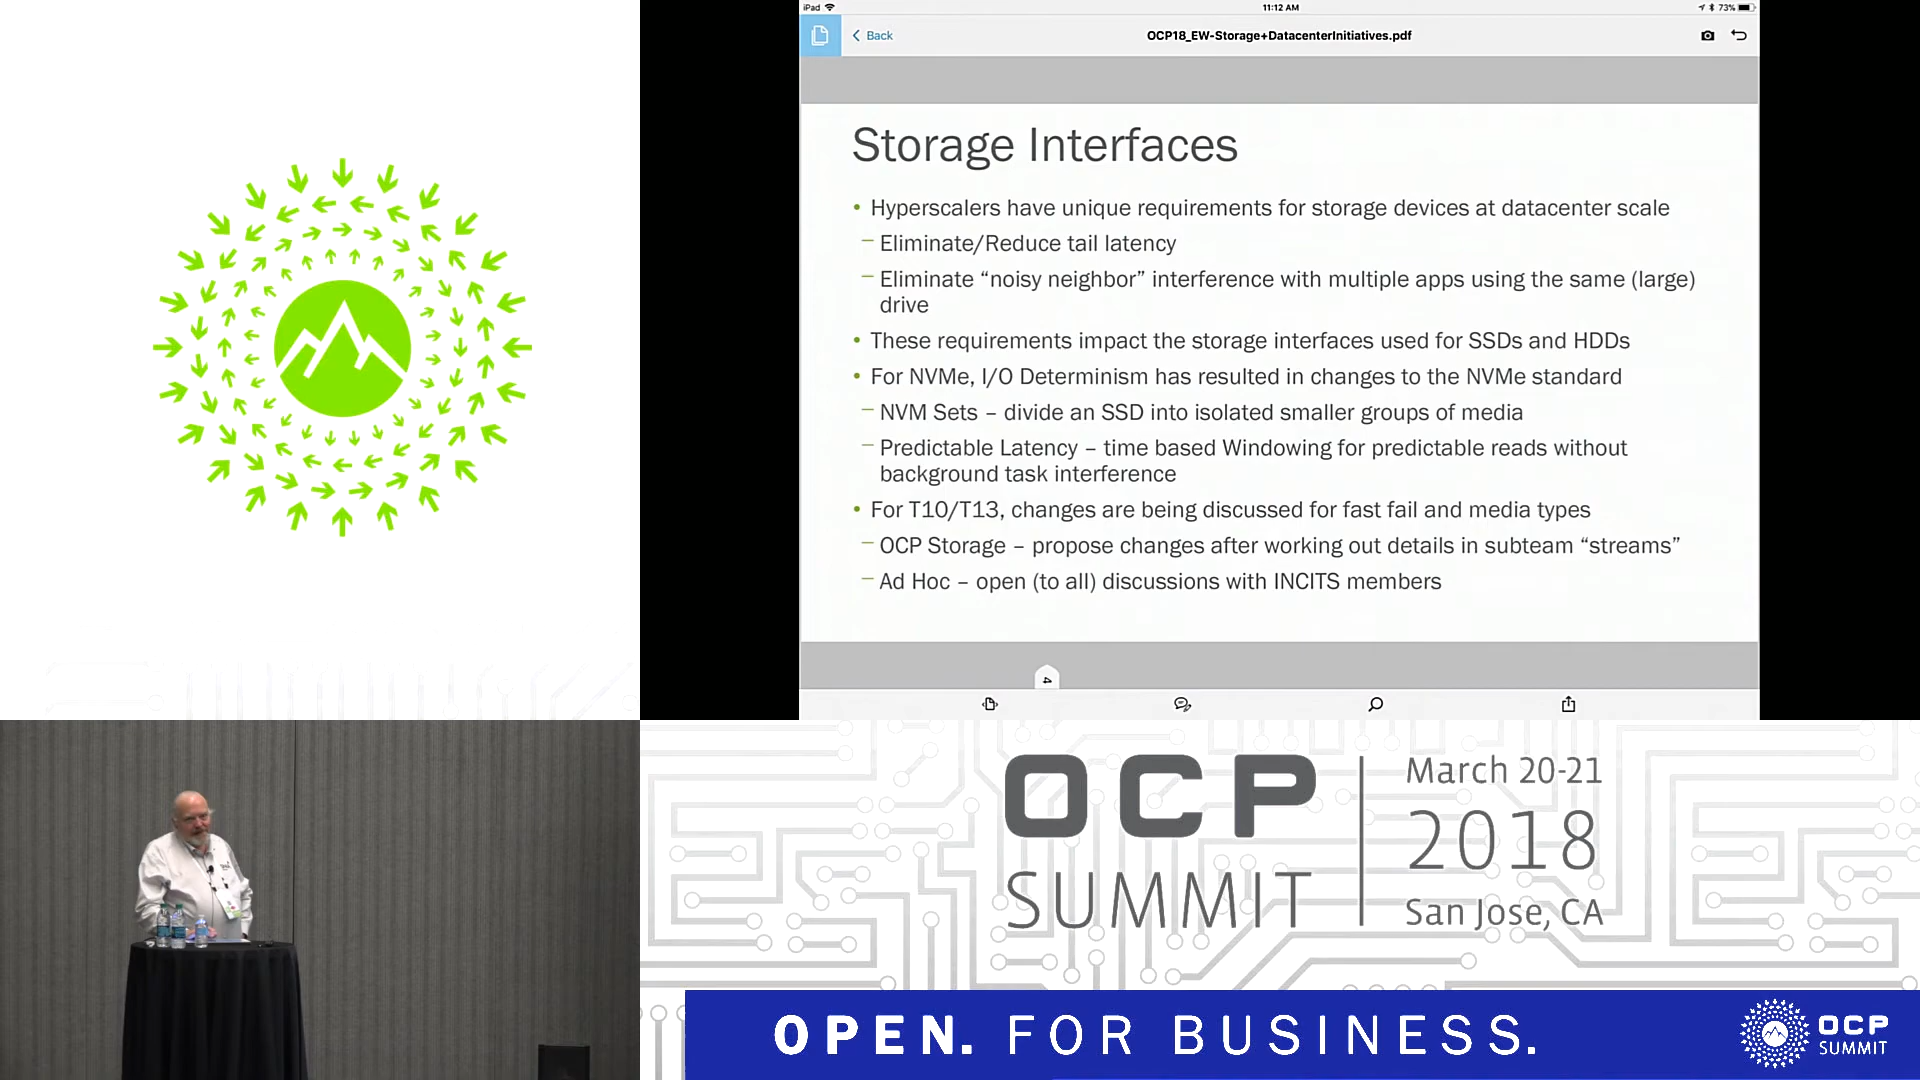 iPad
11:12 AM
73%
Back
OCP18_EW-Storage+DatacenterInitiatives.pdf
Storage Interfaces
• Hyperscalers have unique requirements for storage devices at datacenter scale
– Eliminate/Reduce tail latency
– Eliminate “noisy neighbor” interference with multiple apps using the same (large)
drive
• These requirements impact the storage interfaces used for SSDs and HDDs
• For NVMe, I/O Determinism has resulted in changes to the NVMe standard
– NVM Sets – divide an SSD into isolated smaller groups of media
– Predictable Latency – time based Windowing for predictable reads without
background task interference
• For T10/T13, changes are being discussed for fast fail and media types
– OCP Storage – propose changes after working out details in subteam “streams”
– Ad Hoc – open (to all) discussions with INCITS members
4
OCP
SUMMIT
March 20-21
2018
San Jose, CA
OPEN. FOR BUSINESS.
OCP
SUMMIT